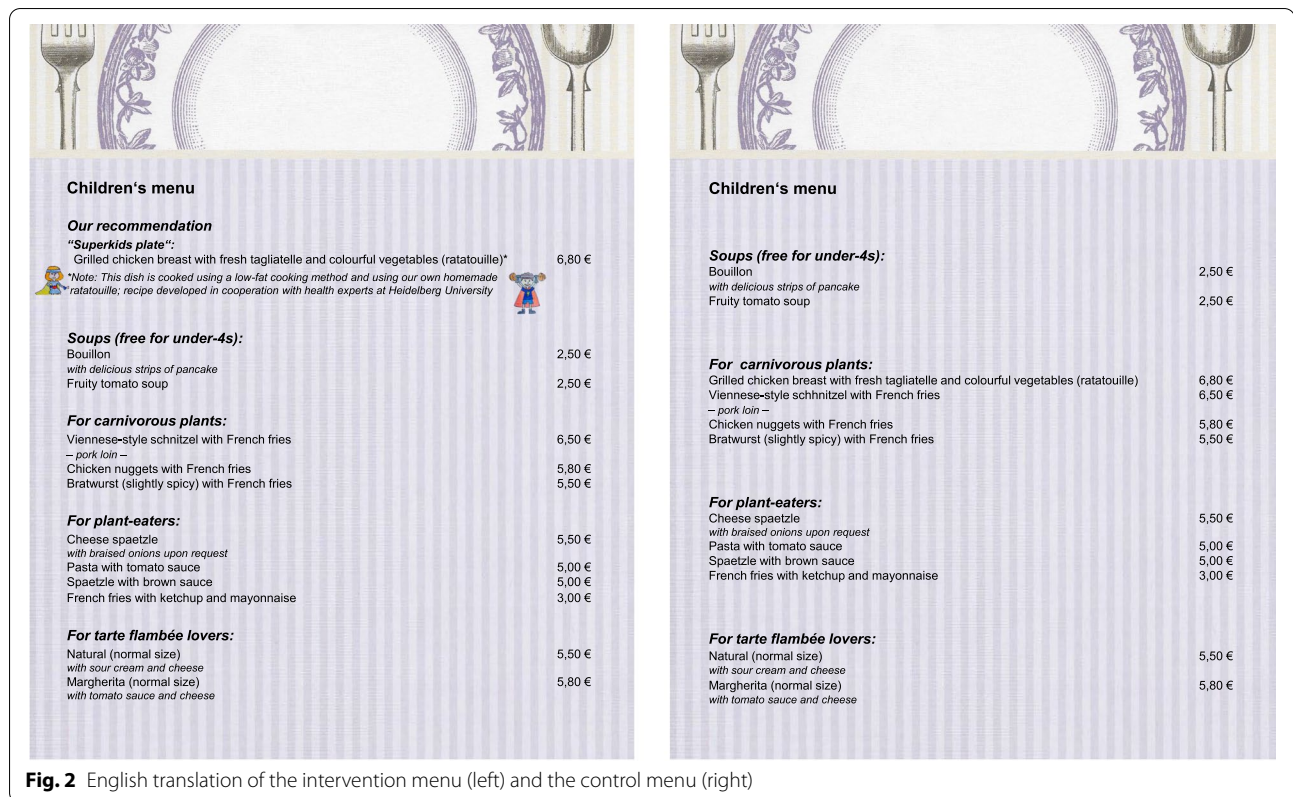 Children‘s menu
Our recommendation
“Superkids plate“:
Grilled chicken breast with fresh tagliatelle and colourful vegetables (ratatouille)* 6,80 €
*Note: This dish is cooked using a low-fat cooking method and using our own homemade
ratatouille; recipe developed in cooperation with health experts at Heidelberg University
Soups (free for under-4s):
Bouillon 2,50 €
with delicious strips of pancake
Fruity tomato soup 2,50 €
For carnivorous plants:
Viennese-style schnitzel with French fries 6,50 €
– pork loin –
Chicken nuggets with French fries 5,80 €
Bratwurst (slightly spicy) with French fries 5,50 €
For plant-eaters:
Cheese spaetzle 5,50 €
with braised onions upon request
Pasta with tomato sauce 5,00 €
Spaetzle with brown sauce 5,00 €
French fries with ketchup and mayonnaise 3,00 €
For tarte flambée lovers:
Natural (normal size) 5,50 €
with sour cream and cheese
Margherita (normal size) 5,80 €
with tomato sauce and cheese
Children‘s menu
Soups (free for under-4s):
Bouillon 2,50 €
with delicious strips of pancake
Fruity tomato soup 2,50 €
For carnivorous plants:
Grilled chicken breast with fresh tagliatelle and colourful vegetables (ratatouille) 6,80 €
Viennese-style schhnitzel with French fries 6,50 €
– pork loin –
Chicken nuggets with French fries 5,80 €
Bratwurst (slightly spicy) with French fries 5,50 €
For plant-eaters:
Cheese spaetzle 5,50 €
with braised onions upon request
Pasta with tomato sauce 5,00 €
Spaetzle with brown sauce 5,00 €
French fries with ketchup and mayonnaise 3,00 €
For tarte flambée lovers:
Natural (normal size) 5,50 €
with sour cream and cheese
Margherita (normal size) 5,80 €
with tomato sauce and cheese
Fig. 2 English translation of the intervention menu (left) and the control menu (right)